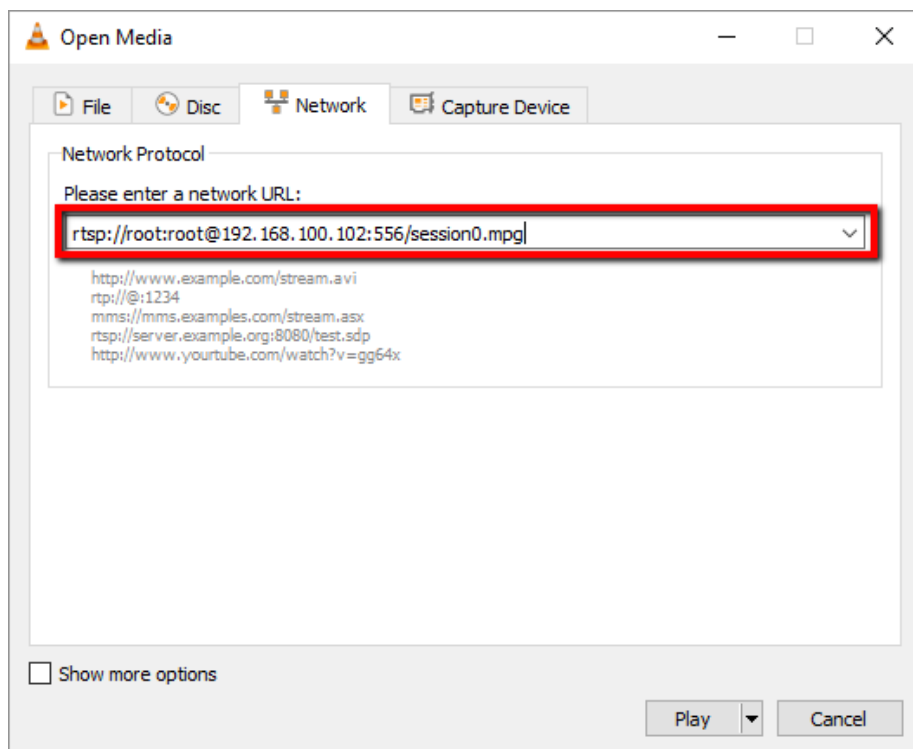 Open Media
File
Disc
Network
Capture Device
Network Protocol
Please enter a network URL:
rtsp://root:root@192.168.100.102:556/session0.mpg
http://www.example.com/stream.avi
rtp://@:1234
mms://mms.examples.com/stream.asx
rtsp://server.example.org:8080/test.sdp
http://www.yourtube.com/watch?v=gg64x
Show more options
Play
Cancel